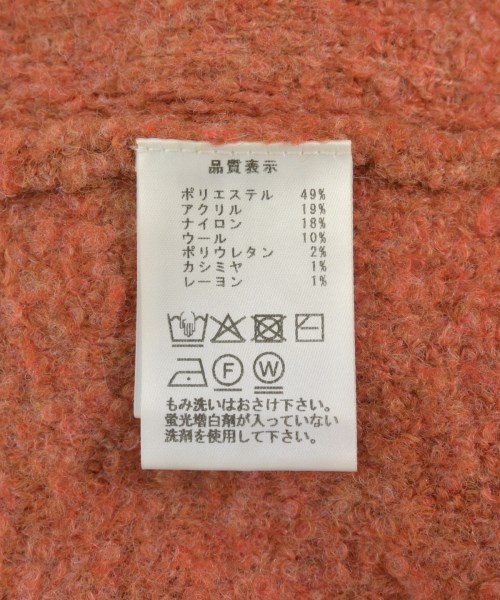 品質表示
ポリエステル 49%
アクリル 19%
ナイロン 18%
ウール 10%
ポリウレタン 2%
カシミヤ 1%
レーヨン 1%
F W
もみ洗いはおさけ下さい。
蛍光増白剤が入っていない
洗剤を使用して下さい。